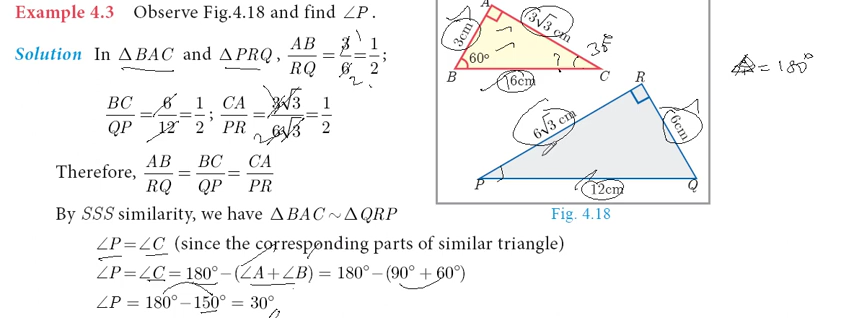 Example 4.3 Observe Fig.4.18 and find ∠P.
Solution In ΔBAC and ΔPRQ, AB/RQ = 3/6 = 1/2;
BC/QP = 6/12 = 1/2; CA/PR = 3√3/6√3 = 1/2
Therefore, AB/RQ = BC/QP = CA/PR
By SSS similarity, we have ΔBAC ~ ΔQRP
∠P=∠C (since the corresponding parts of similar triangle)
∠P=∠C = 180° − (∠A + ∠B) = 180° − (90° + 60°)
∠P = 180° − 150° = 30°
A
3cm
3√3 cm
60°
?
30°
B
6cm
C
R
6√3 cm
6cm
P
12cm
Q
Fig. 4.18
= 180°